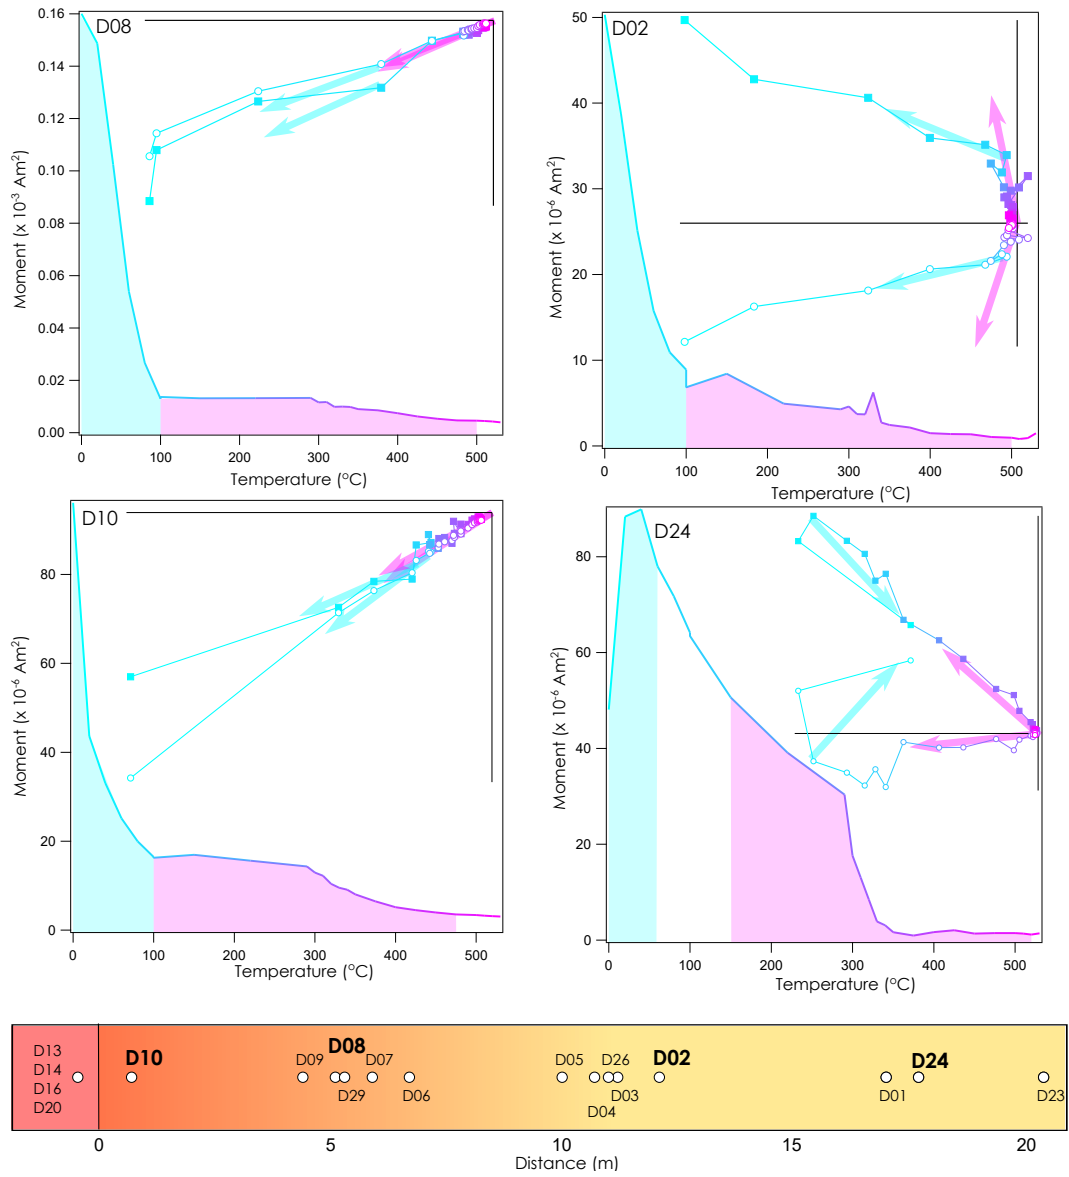 D08
0.16
0.14
0.12
0.10
0.08
0.06
0.04
0.02
0.00
Moment (x 10⁻³ Am²)
0 100 200 300 400 500
Temperature (°C)
D02
50
40
30
20
10
0
Moment (x 10⁻⁶ Am²)
0 100 200 300 400 500
Temperature (°C)
D10
80
60
40
20
0
Moment (x 10⁻⁶ Am²)
0 100 200 300 400 500
Temperature (°C)
D24
80
60
40
20
0
Moment (x 10⁻⁶ Am²)
0 100 200 300 400 500
Temperature (°C)
D13
D14
D16
D20
D10
D09
D08
D29
D07
D06
D05
D04
D26
D03
D02
D01
D24
D23
0 5 10 15 20
Distance (m)